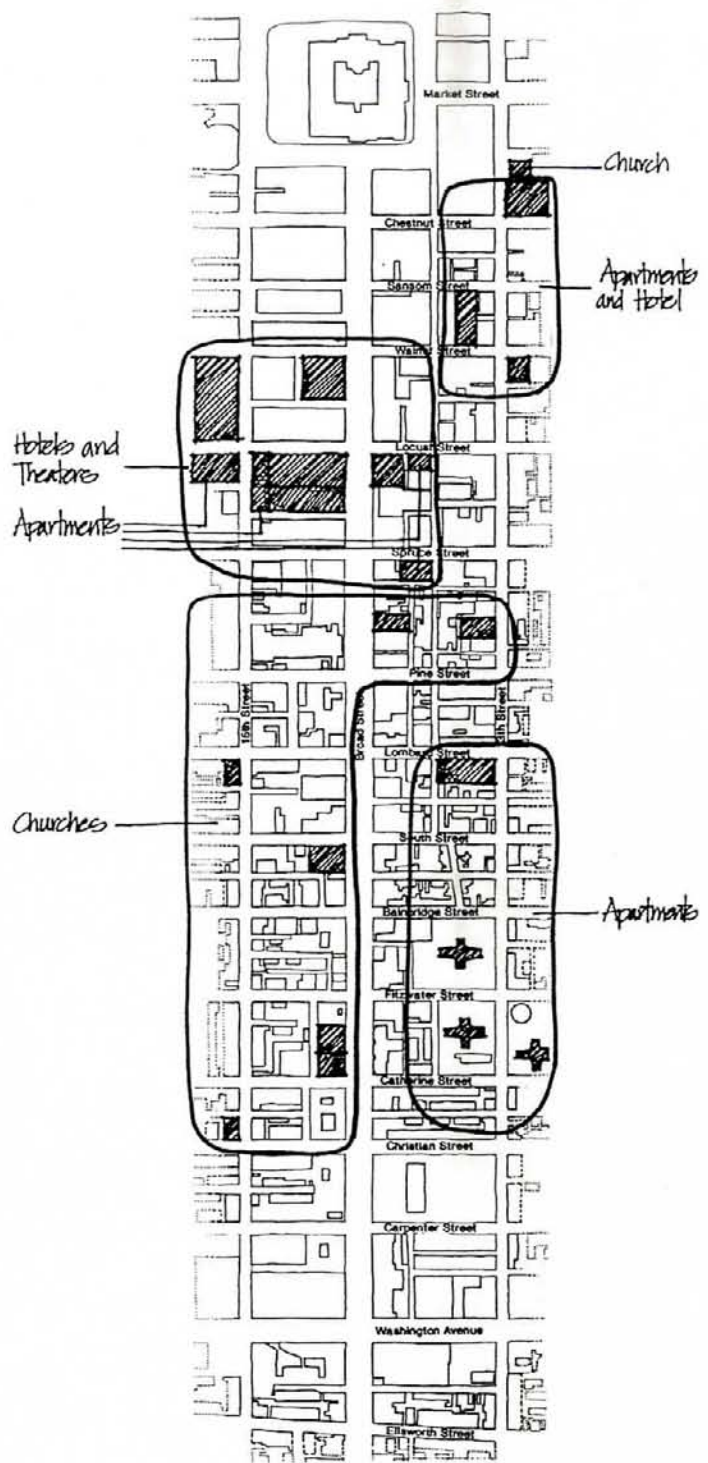 Market Street
Church
Chestnut Street
Sansom Street
Apartments
and Hotel
Walnut Street
Hotels and
Theaters
Locust Street
Apartments
Spruce Street
Pine Street
15th Street
Broad Street
13th Street
Lombard Street
Churches
South Street
Bainbridge Street
Apartments
Fitzwater Street
Catherine Street
Christian Street
Carpenter Street
Washington Avenue
Ellsworth Street